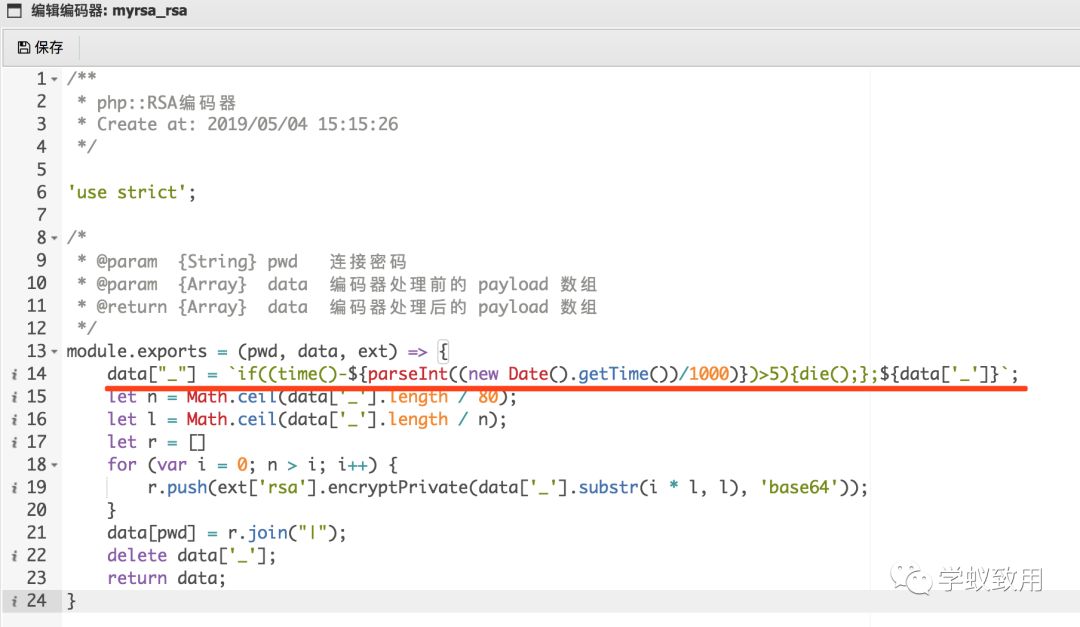 编辑编码器: myrsa_rsa
保存
1 /**
2 * php::RSA编码器
3 * Create at: 2019/05/04 15:15:26
4 */
5
6 'use strict';
7
8 /*
9 * @param {String} pwd 连接密码
10 * @param {Array} data 编码器处理前的 payload 数组
11 * @return {Array} data 编码器处理后的 payload 数组
12 */
13 module.exports = (pwd, data, ext) => {
i 14 data["_"] = `if((time()-${parseInt((new Date().getTime())/1000)})>5){die();};${data['_']}`;
i 15 let n = Math.ceil(data['_'].length / 80);
i 16 let l = Math.ceil(data['_'].length / n);
i 17 let r = []
18 for (var i = 0; n > i; i++) {
i 19 r.push(ext['rsa'].encryptPrivate(data['_'].substr(i * l, l), 'base64'));
20 }
21 data[pwd] = r.join("|");
i 22 delete data['_'];
23 return data;
i 24 }
学蚁致用